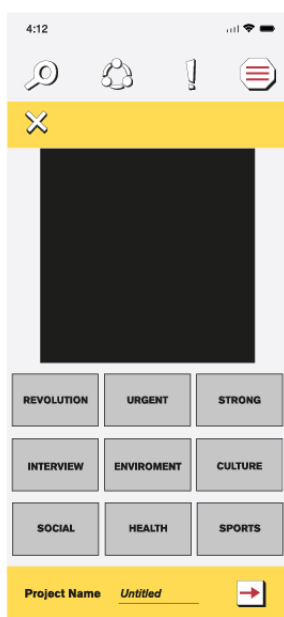 4:12
REVOLUTION URGENT STRONG
INTERVIEW ENVIROMENT CULTURE
SOCIAL HEALTH SPORTS
Project Name Untitled